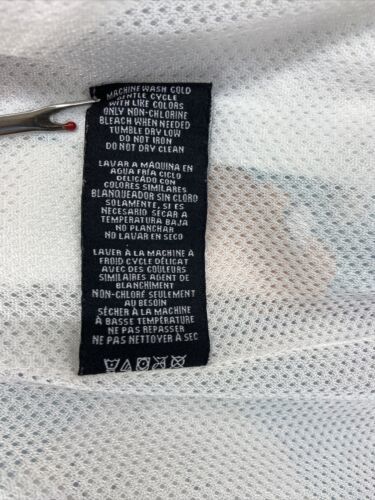 MACHINE WASH COLD
GENTLE CYCLE
WITH LIKE COLORS
ONLY NON-CHLORINE
BLEACH WHEN NEEDED
TUMBLE DRY LOW
DO NOT IRON
DO NOT DRY CLEAN
LAVAR A MÁQUINA EN
AGUA FRÍA CICLO
DELICADO CON
COLORES SIMILARES
BLANQUEADOR SIN CLORO
SOLAMENTE, SI ES
NECESARIO SECAR A
TEMPERATURA BAJA
NO PLANCHAR
NO LAVAR EN SECO
LAVER À LA MACHINE À
FROID CYCLE DÉLICAT
AVEC DES COULEURS
SIMILAIRES AGENT DE
BLANCHIMENT
NON-CHLORÉ SEULEMENT
AU BESOIN
SÉCHER À LA MACHINE
À BASSE TEMPÉRATURE
NE PAS REPASSER
NE PAS NETTOYER À SEC